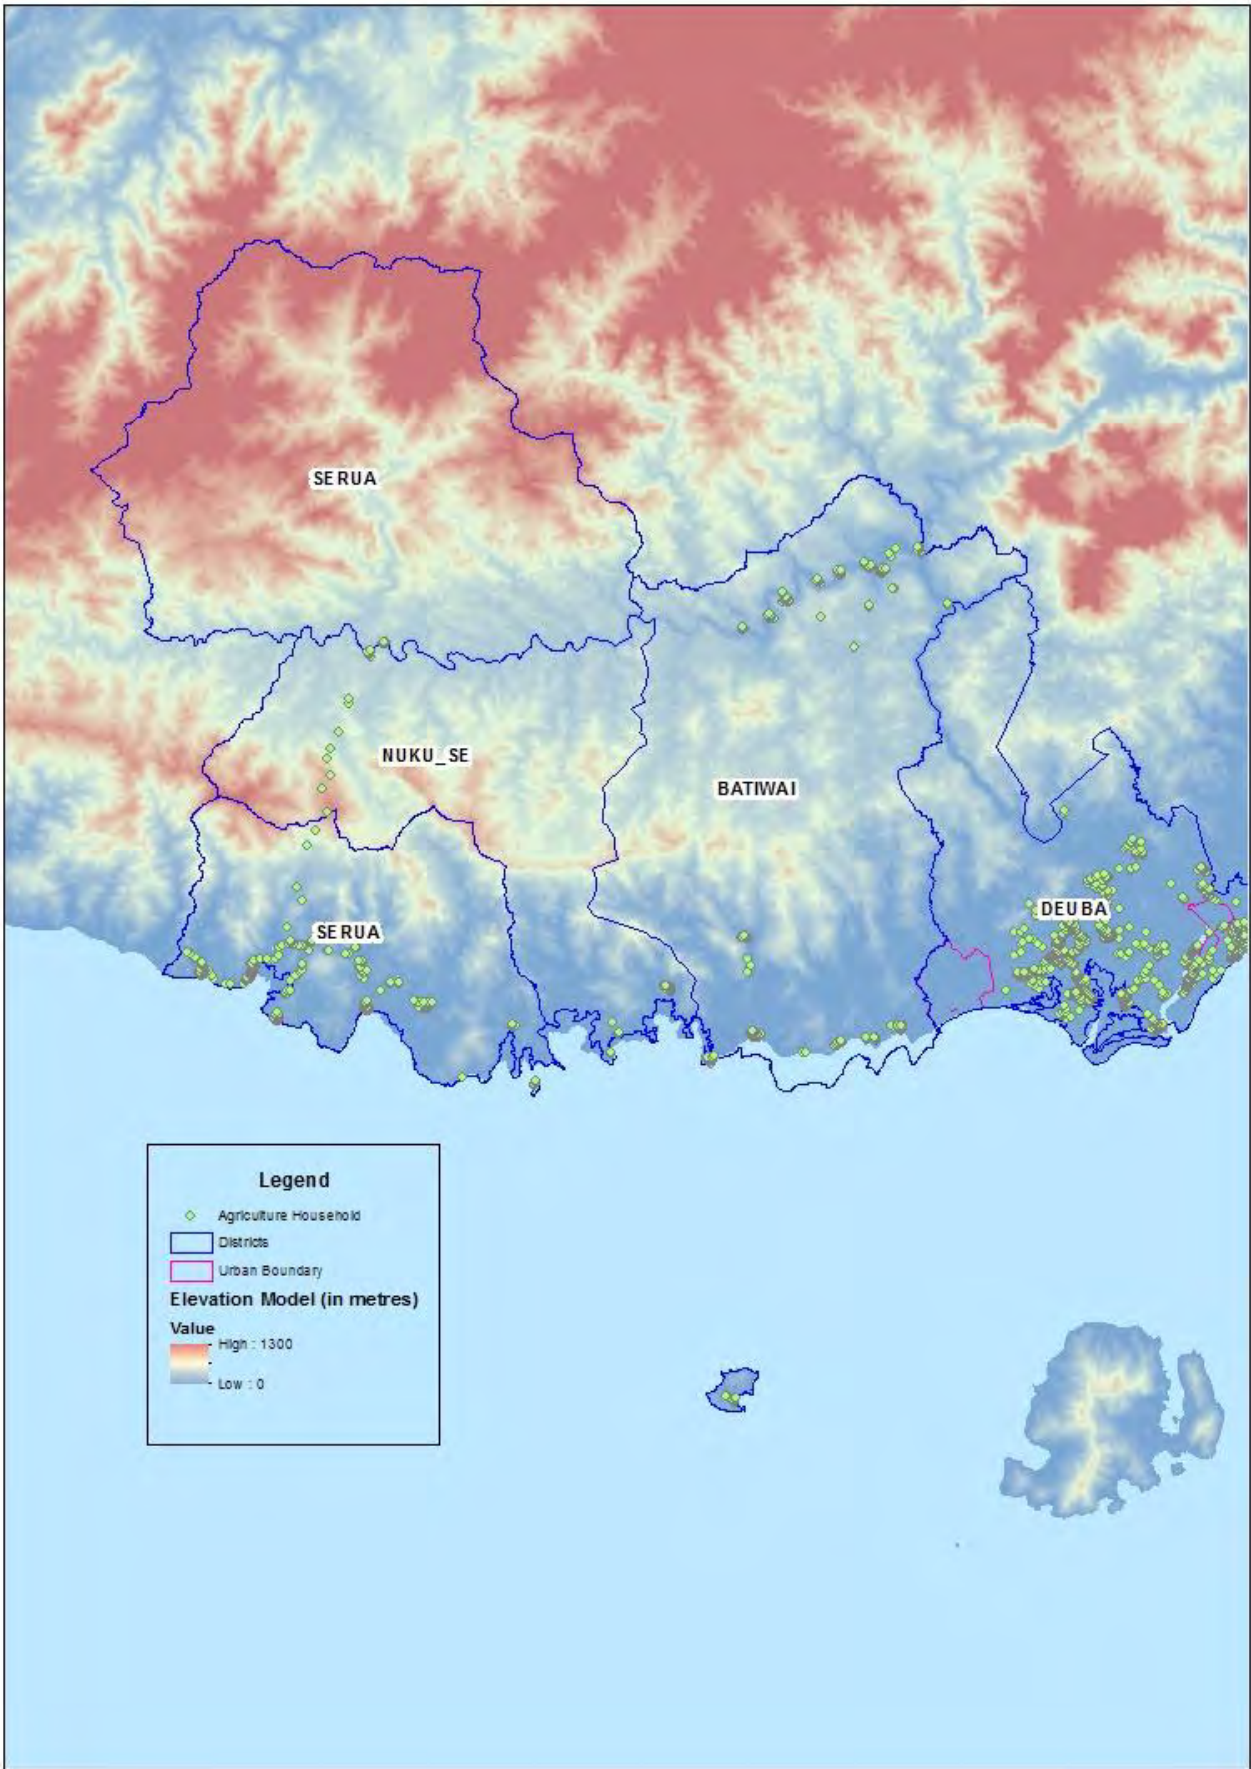 SERUA
NUKU_SE
BATIWAI
SERUA
DEUBA
Legend
Agriculture Household
Districts
Urban Boundary
Elevation Model (in metres)
Value
High : 1300
Low : 0